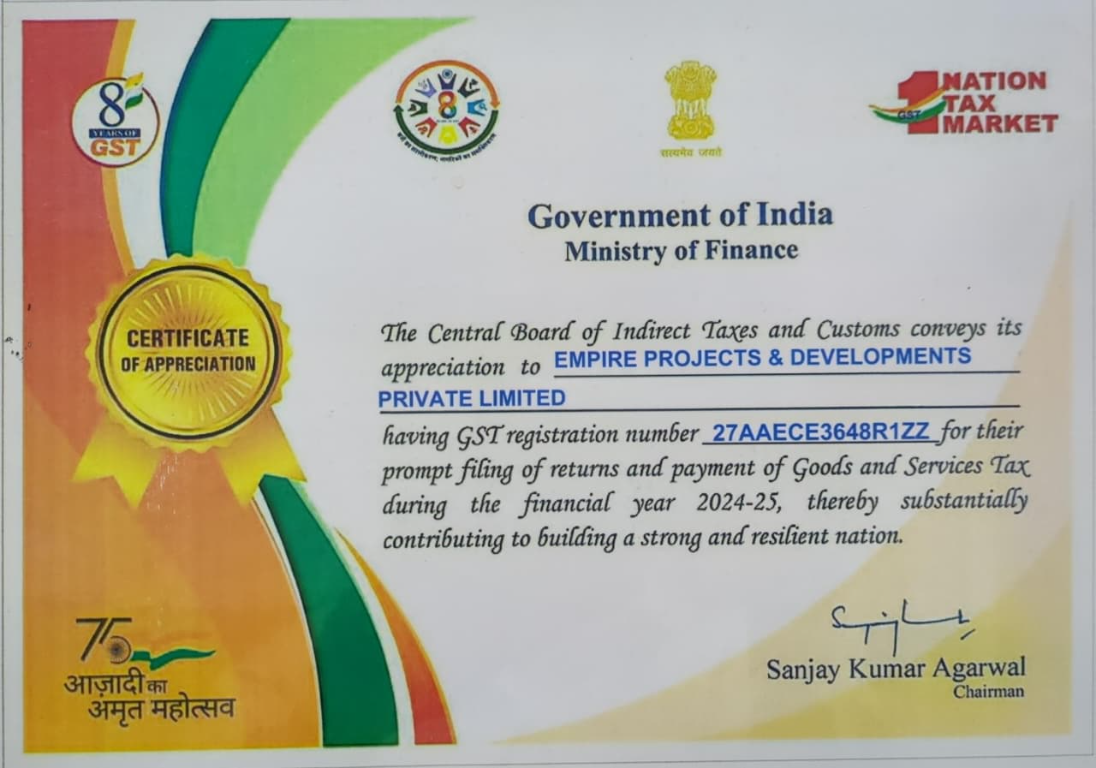 8
YEARS OF
GST
8
सत्यमेव जयते
1 NATION
TAX
MARKET
GST
Government of India
Ministry of Finance
CERTIFICATE
OF APPRECIATION
The Central Board of Indirect Taxes and Customs conveys its
appreciation to EMPIRE PROJECTS & DEVELOPMENTS
PRIVATE LIMITED
having GST registration number 27AAECE3648R1ZZ for their
prompt filing of returns and payment of Goods and Services Tax
during the financial year 2024-25, thereby substantially
contributing to building a strong and resilient nation.
75
आज़ादी का
अमृत महोत्सव
Sanjay Kumar Agarwal
Chairman